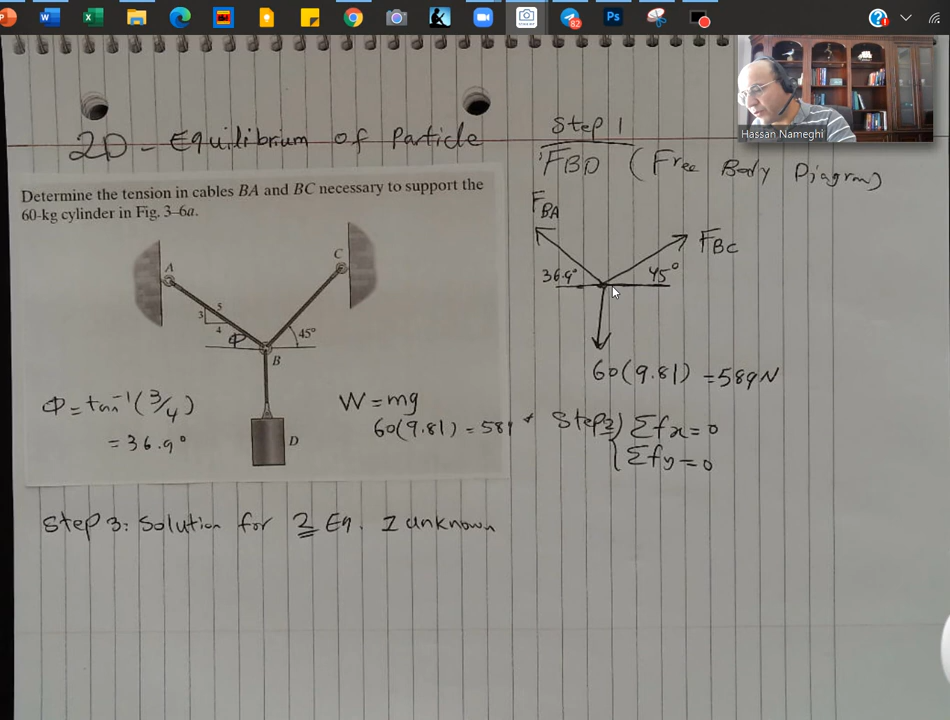 2D - Equilibrium of Particle
Determine the tension in cables BA and BC necessary to support the
60-kg cylinder in Fig. 3–6a.
A
C
5
3
4
Φ
45°
B
D
Φ = tan⁻¹(3/4)
= 36.9°
W = mg
60(9.81) = 589
Step 1
FBD (Free Body Diagram)
FBA
FBC
36.9°
45°
60(9.81) = 589N
Step 2) Σfx = 0
Σfy = 0
Step 3: Solution for 2 Eq. 2 unknown
Hassan Nameghi
82
Ps